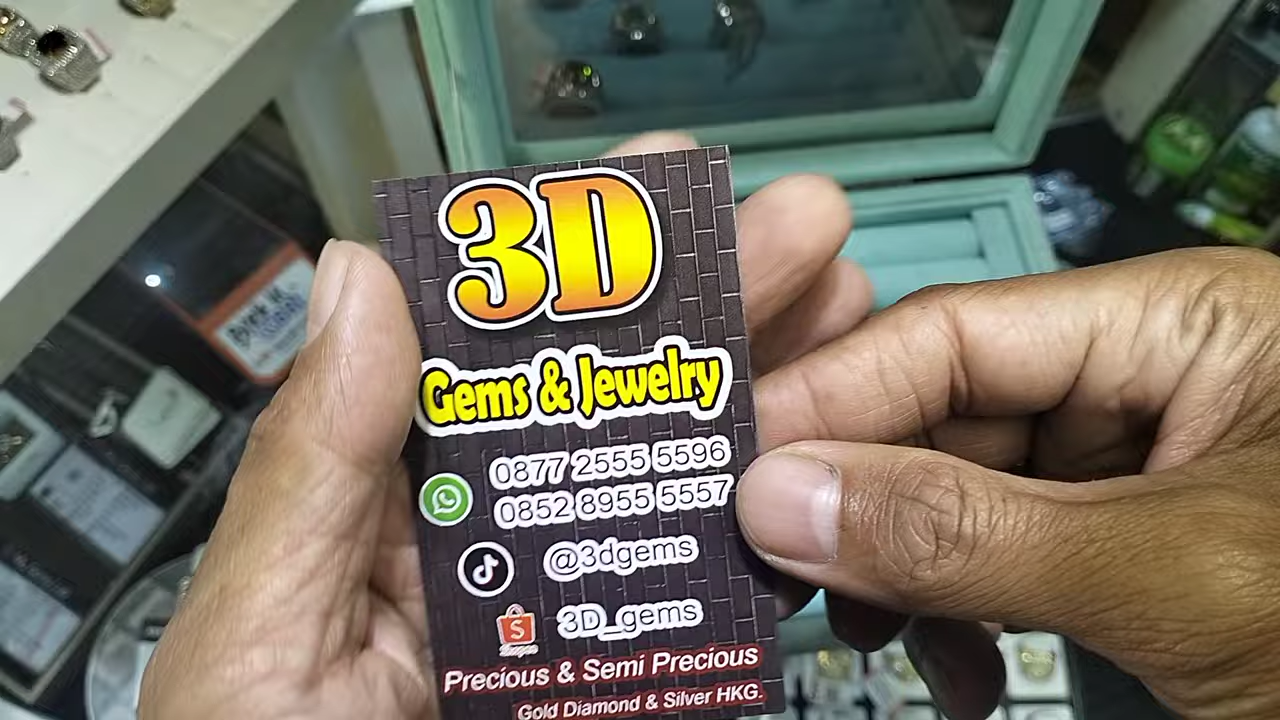 3D
Gems & Jewelry
0877 2555 5596
0852 8955 5557
@3dgems
3D_gems
Precious & Semi Precious
Gold Diamond & Silver HKG.